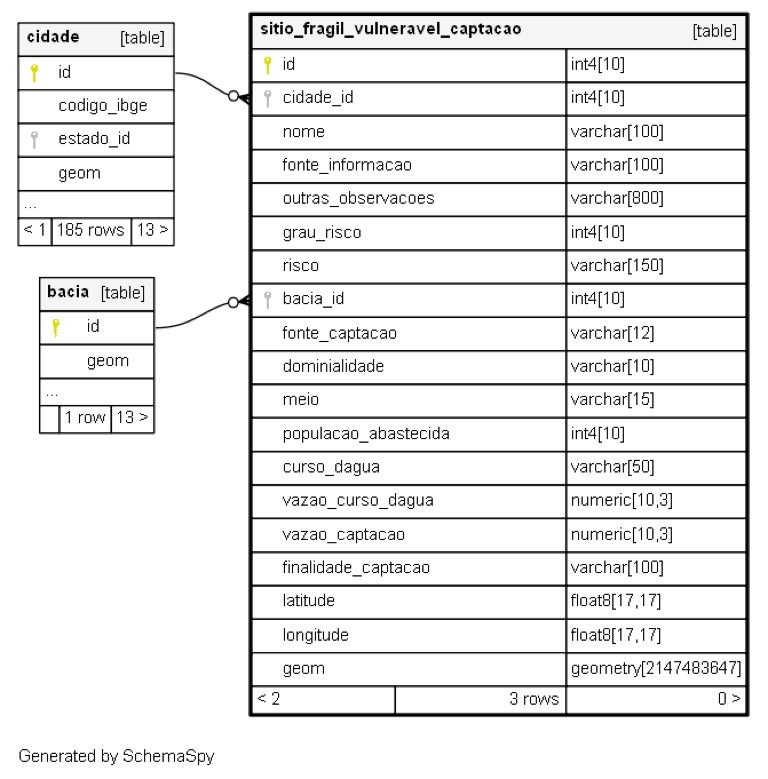 cidade [table]
id
codigo_ibge
estado_id
geom
...
< 1 185 rows 13 >
bacia [table]
id
geom
...
1 row 13 >
sitio_fragil_vulneravel_captacao [table]
id int4[10]
cidade_id int4[10]
nome varchar[100]
fonte_informacao varchar[100]
outras_observacoes varchar[800]
grau_risco int4[10]
risco varchar[150]
bacia_id int4[10]
fonte_captacao varchar[12]
dominialidade varchar[10]
meio varchar[15]
populacao_abastecida int4[10]
curso_dagua varchar[50]
vazao_curso_dagua numeric[10,3]
vazao_captacao numeric[10,3]
finalidade_captacao varchar[100]
latitude float8[17,17]
longitude float8[17,17]
geom geometry[2147483647]
< 2 3 rows 0 >
Generated by SchemaSpy